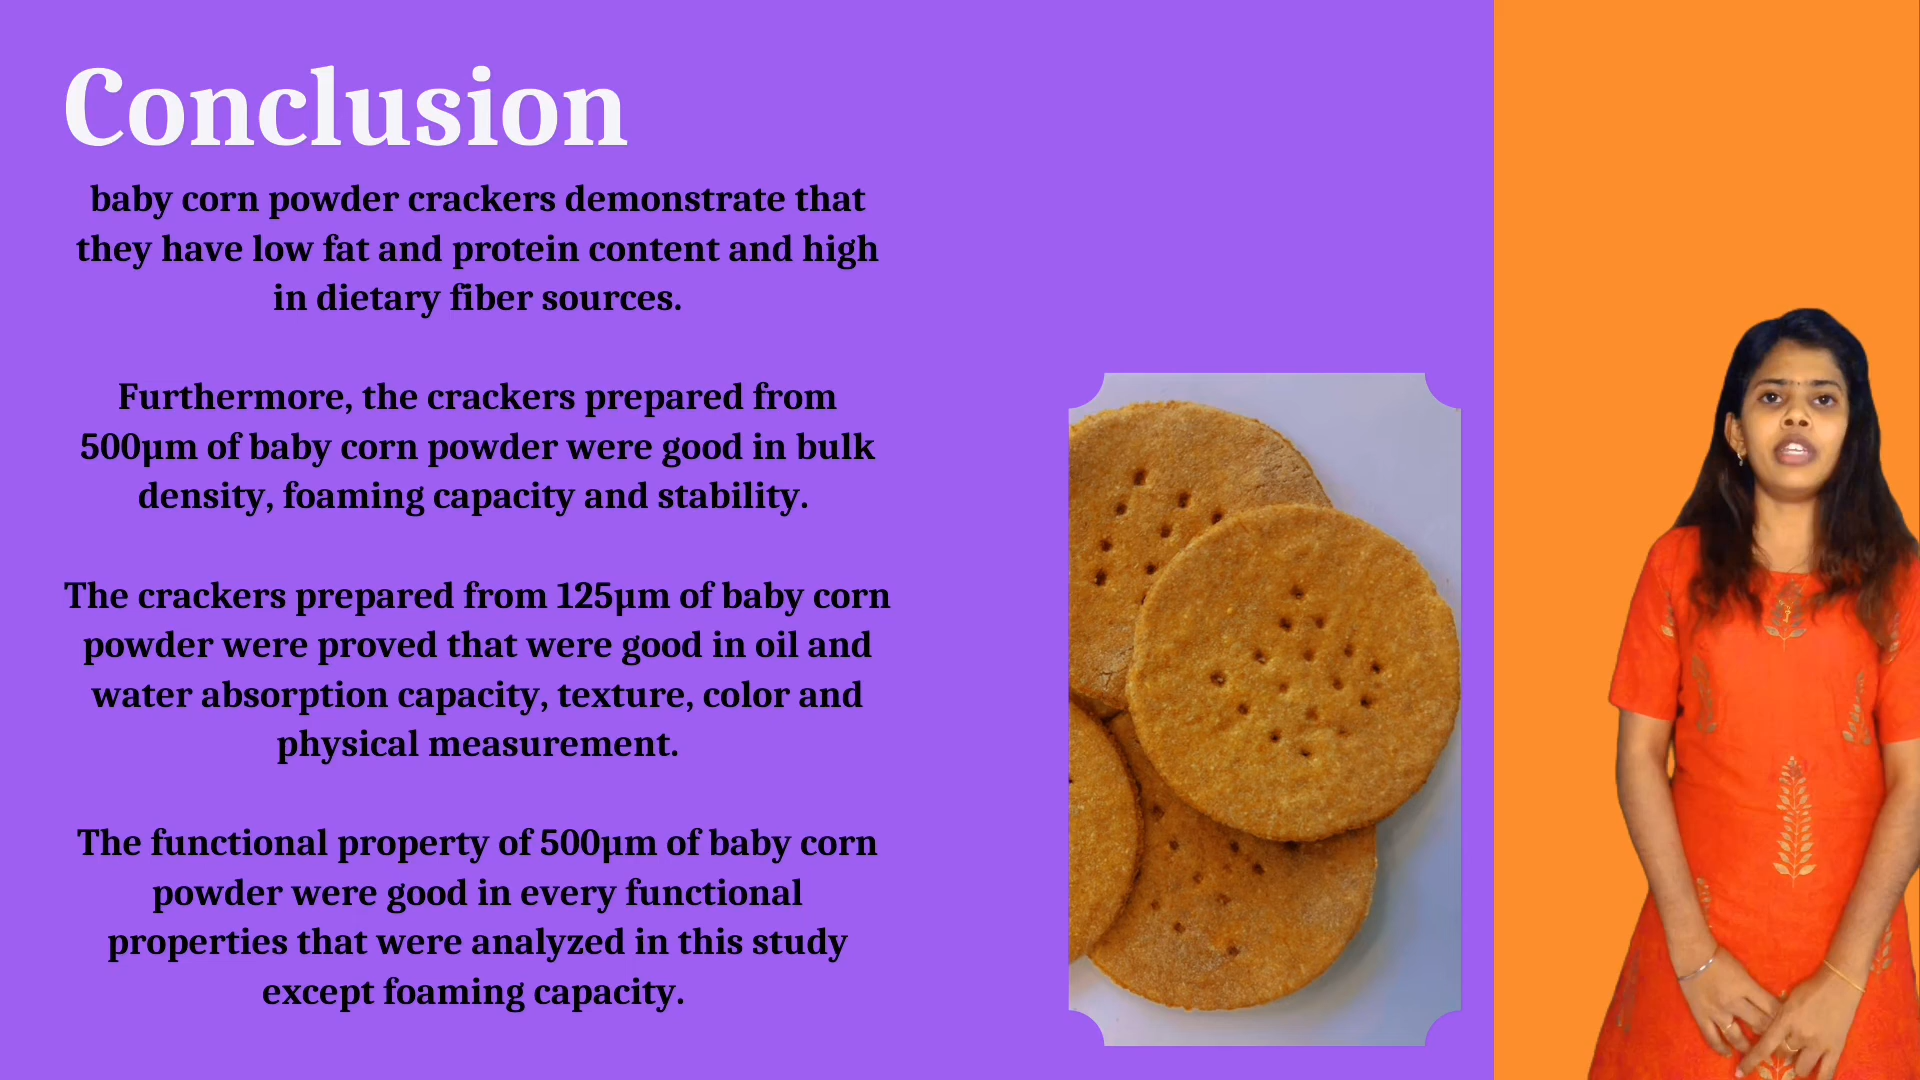 Conclusion
baby corn powder crackers demonstrate that
they have low fat and protein content and high
in dietary fiber sources.
Furthermore, the crackers prepared from
500µm of baby corn powder were good in bulk
density, foaming capacity and stability.
The crackers prepared from 125µm of baby corn
powder were proved that were good in oil and
water absorption capacity, texture, color and
physical measurement.
The functional property of 500µm of baby corn
powder were good in every functional
properties that were analyzed in this study
except foaming capacity.